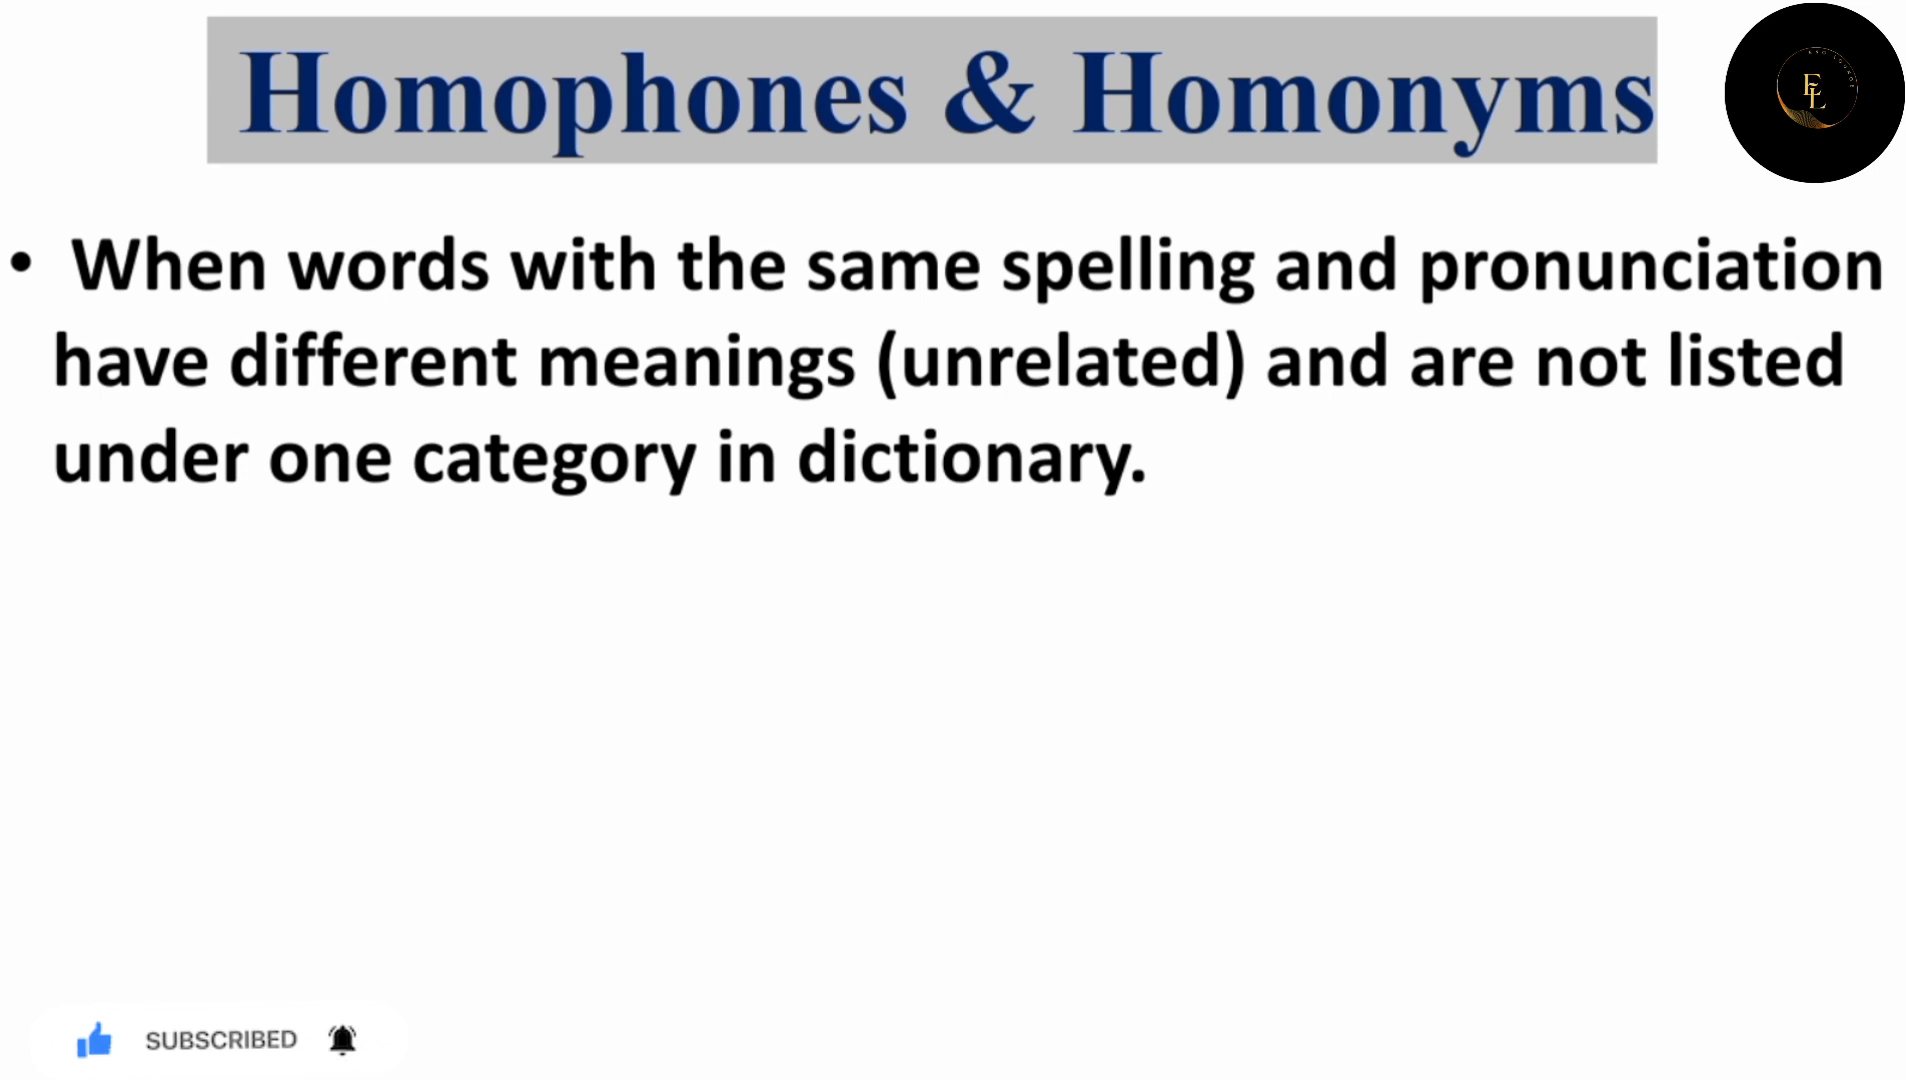 Homophones & Homonyms
EL
• When words with the same spelling and pronunciation
have different meanings (unrelated) and are not listed
under one category in dictionary.
SUBSCRIBED